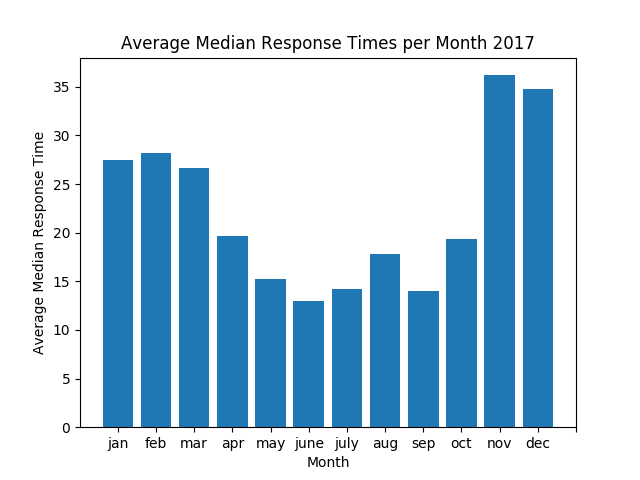 Average Median Response Times per Month 2017
Average Median Response Time
35
30
25
20
15
10
5
0
jan feb mar apr may june july aug sep oct nov dec
Month